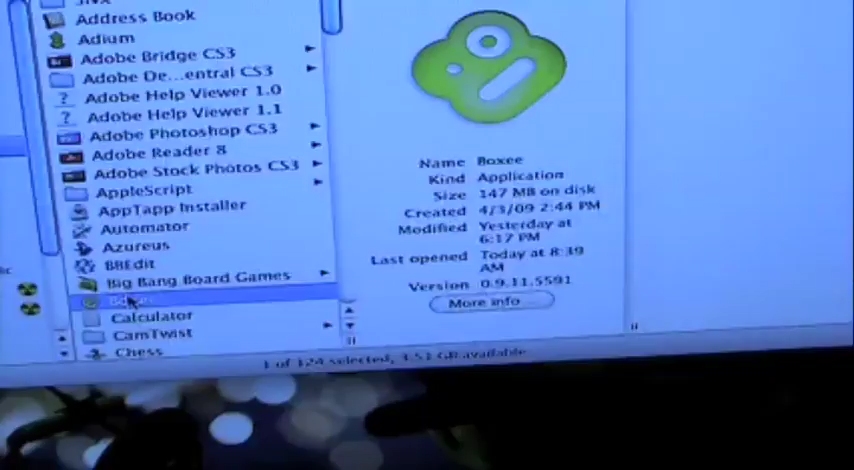 Address Book
Adium
Adobe Bridge CS3
Adobe De...entral CS3
Adobe Help Viewer 1.0
Adobe Help Viewer 1.1
Adobe Photoshop CS3
Adobe Reader 8
Adobe Stock Photos CS3
AppleScript
AppTapp Installer
Automator
Azureus
BBEdit
Big Bang Board Games
Calculator
CamTwist
Chess
Name Boxee
Kind Application
Size 147 MB on disk
Created 4/3/09 2:44 PM
Modified Yesterday at
6:17 PM
Last opened Today at 8:39
AM
Version 0.9.11.5591
More info
1 of 124 selected, 3.51 GB available